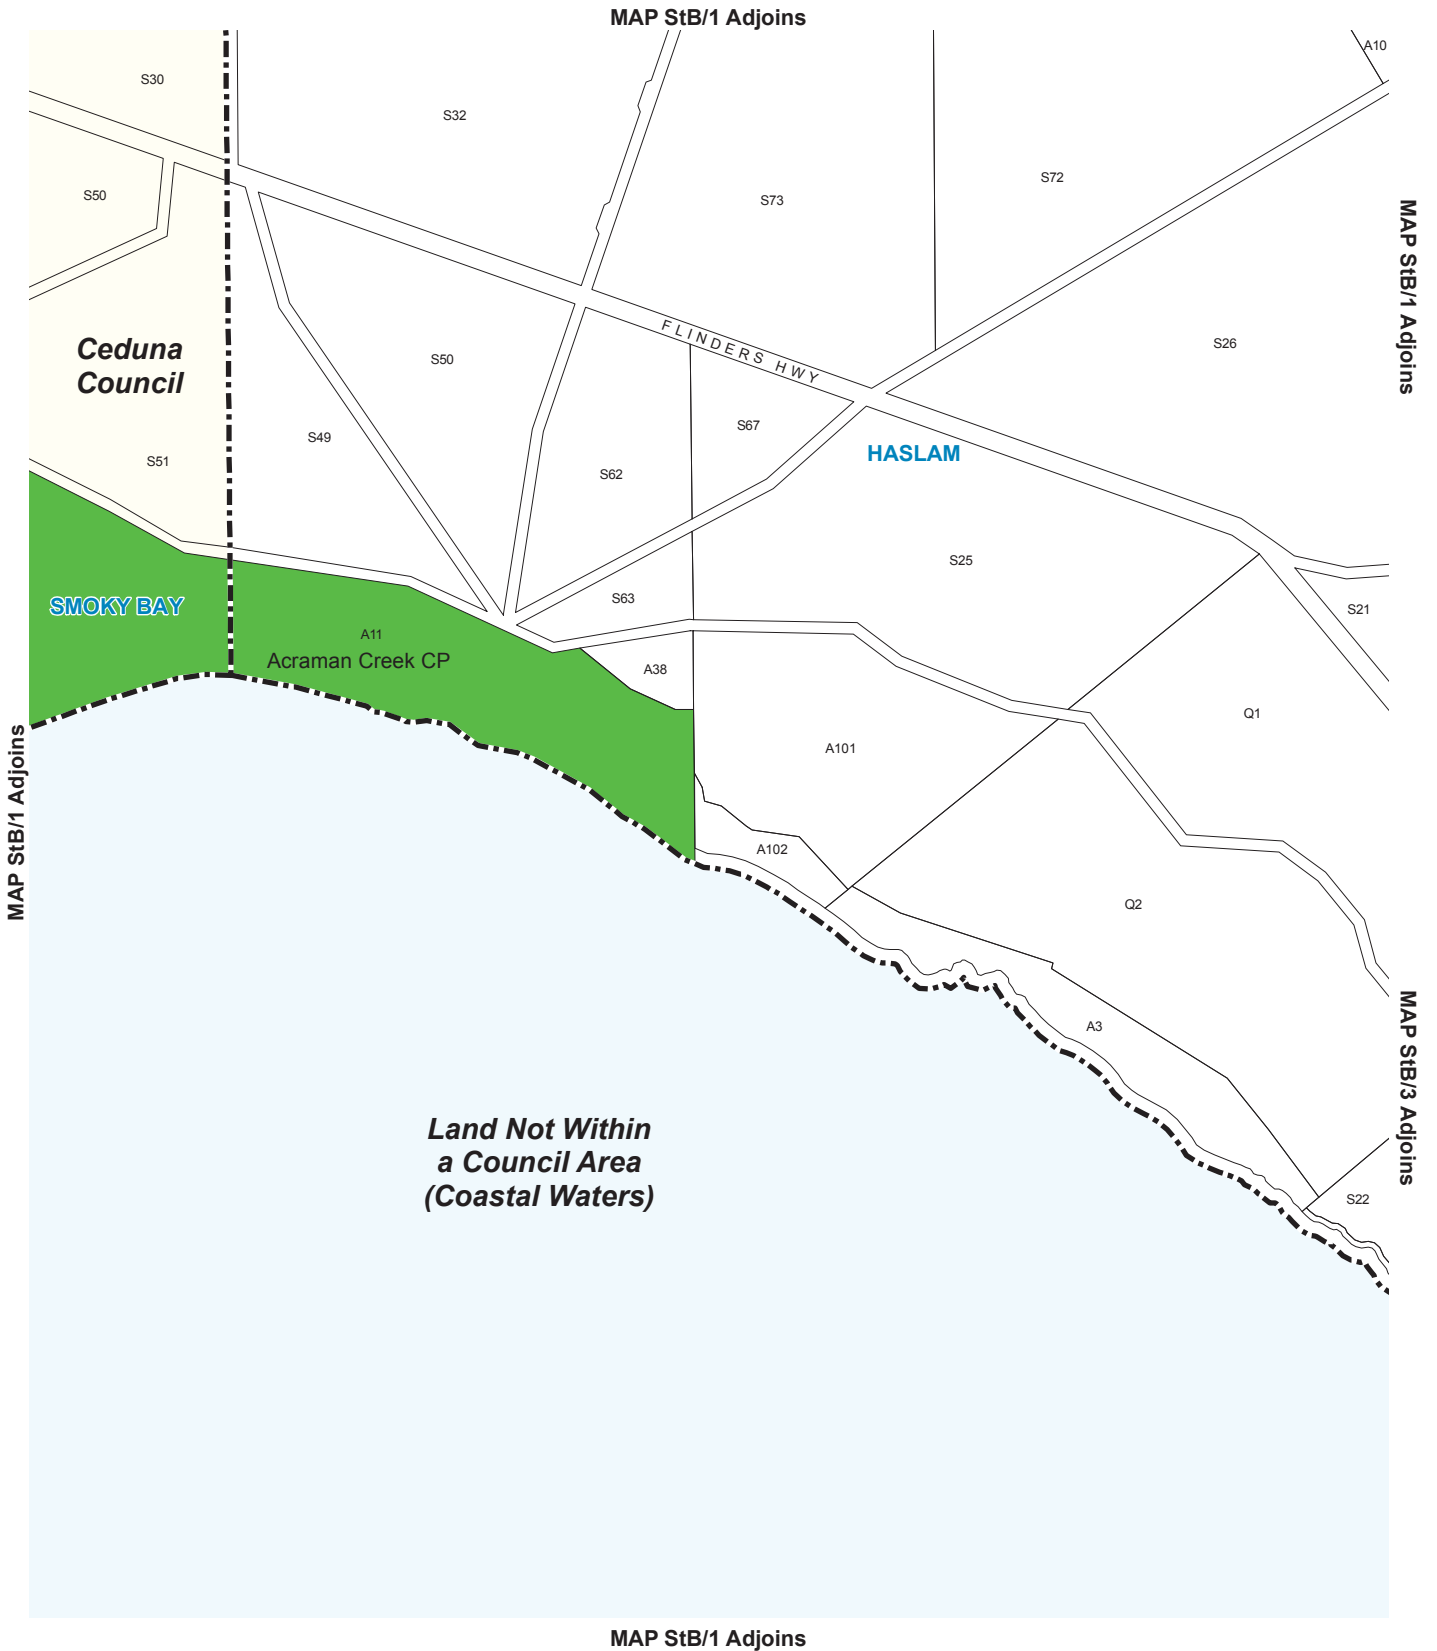 MAP StB/1 Adjoins
A10
S30
S32
S72
S50
S73
MAP StB/1 Adjoins
FLINDERS HWY
S26
Ceduna
Council
S50
S67
S49
HASLAM
S51
S62
S25
SMOKY BAY
S63
S21
A11
Acraman Creek CP
A38
Q1
A101
MAP StB/1 Adjoins
A102
Q2
A3
MAP StB/3 Adjoins
Land Not Within
a Council Area
(Coastal Waters)
S22
MAP StB/1 Adjoins